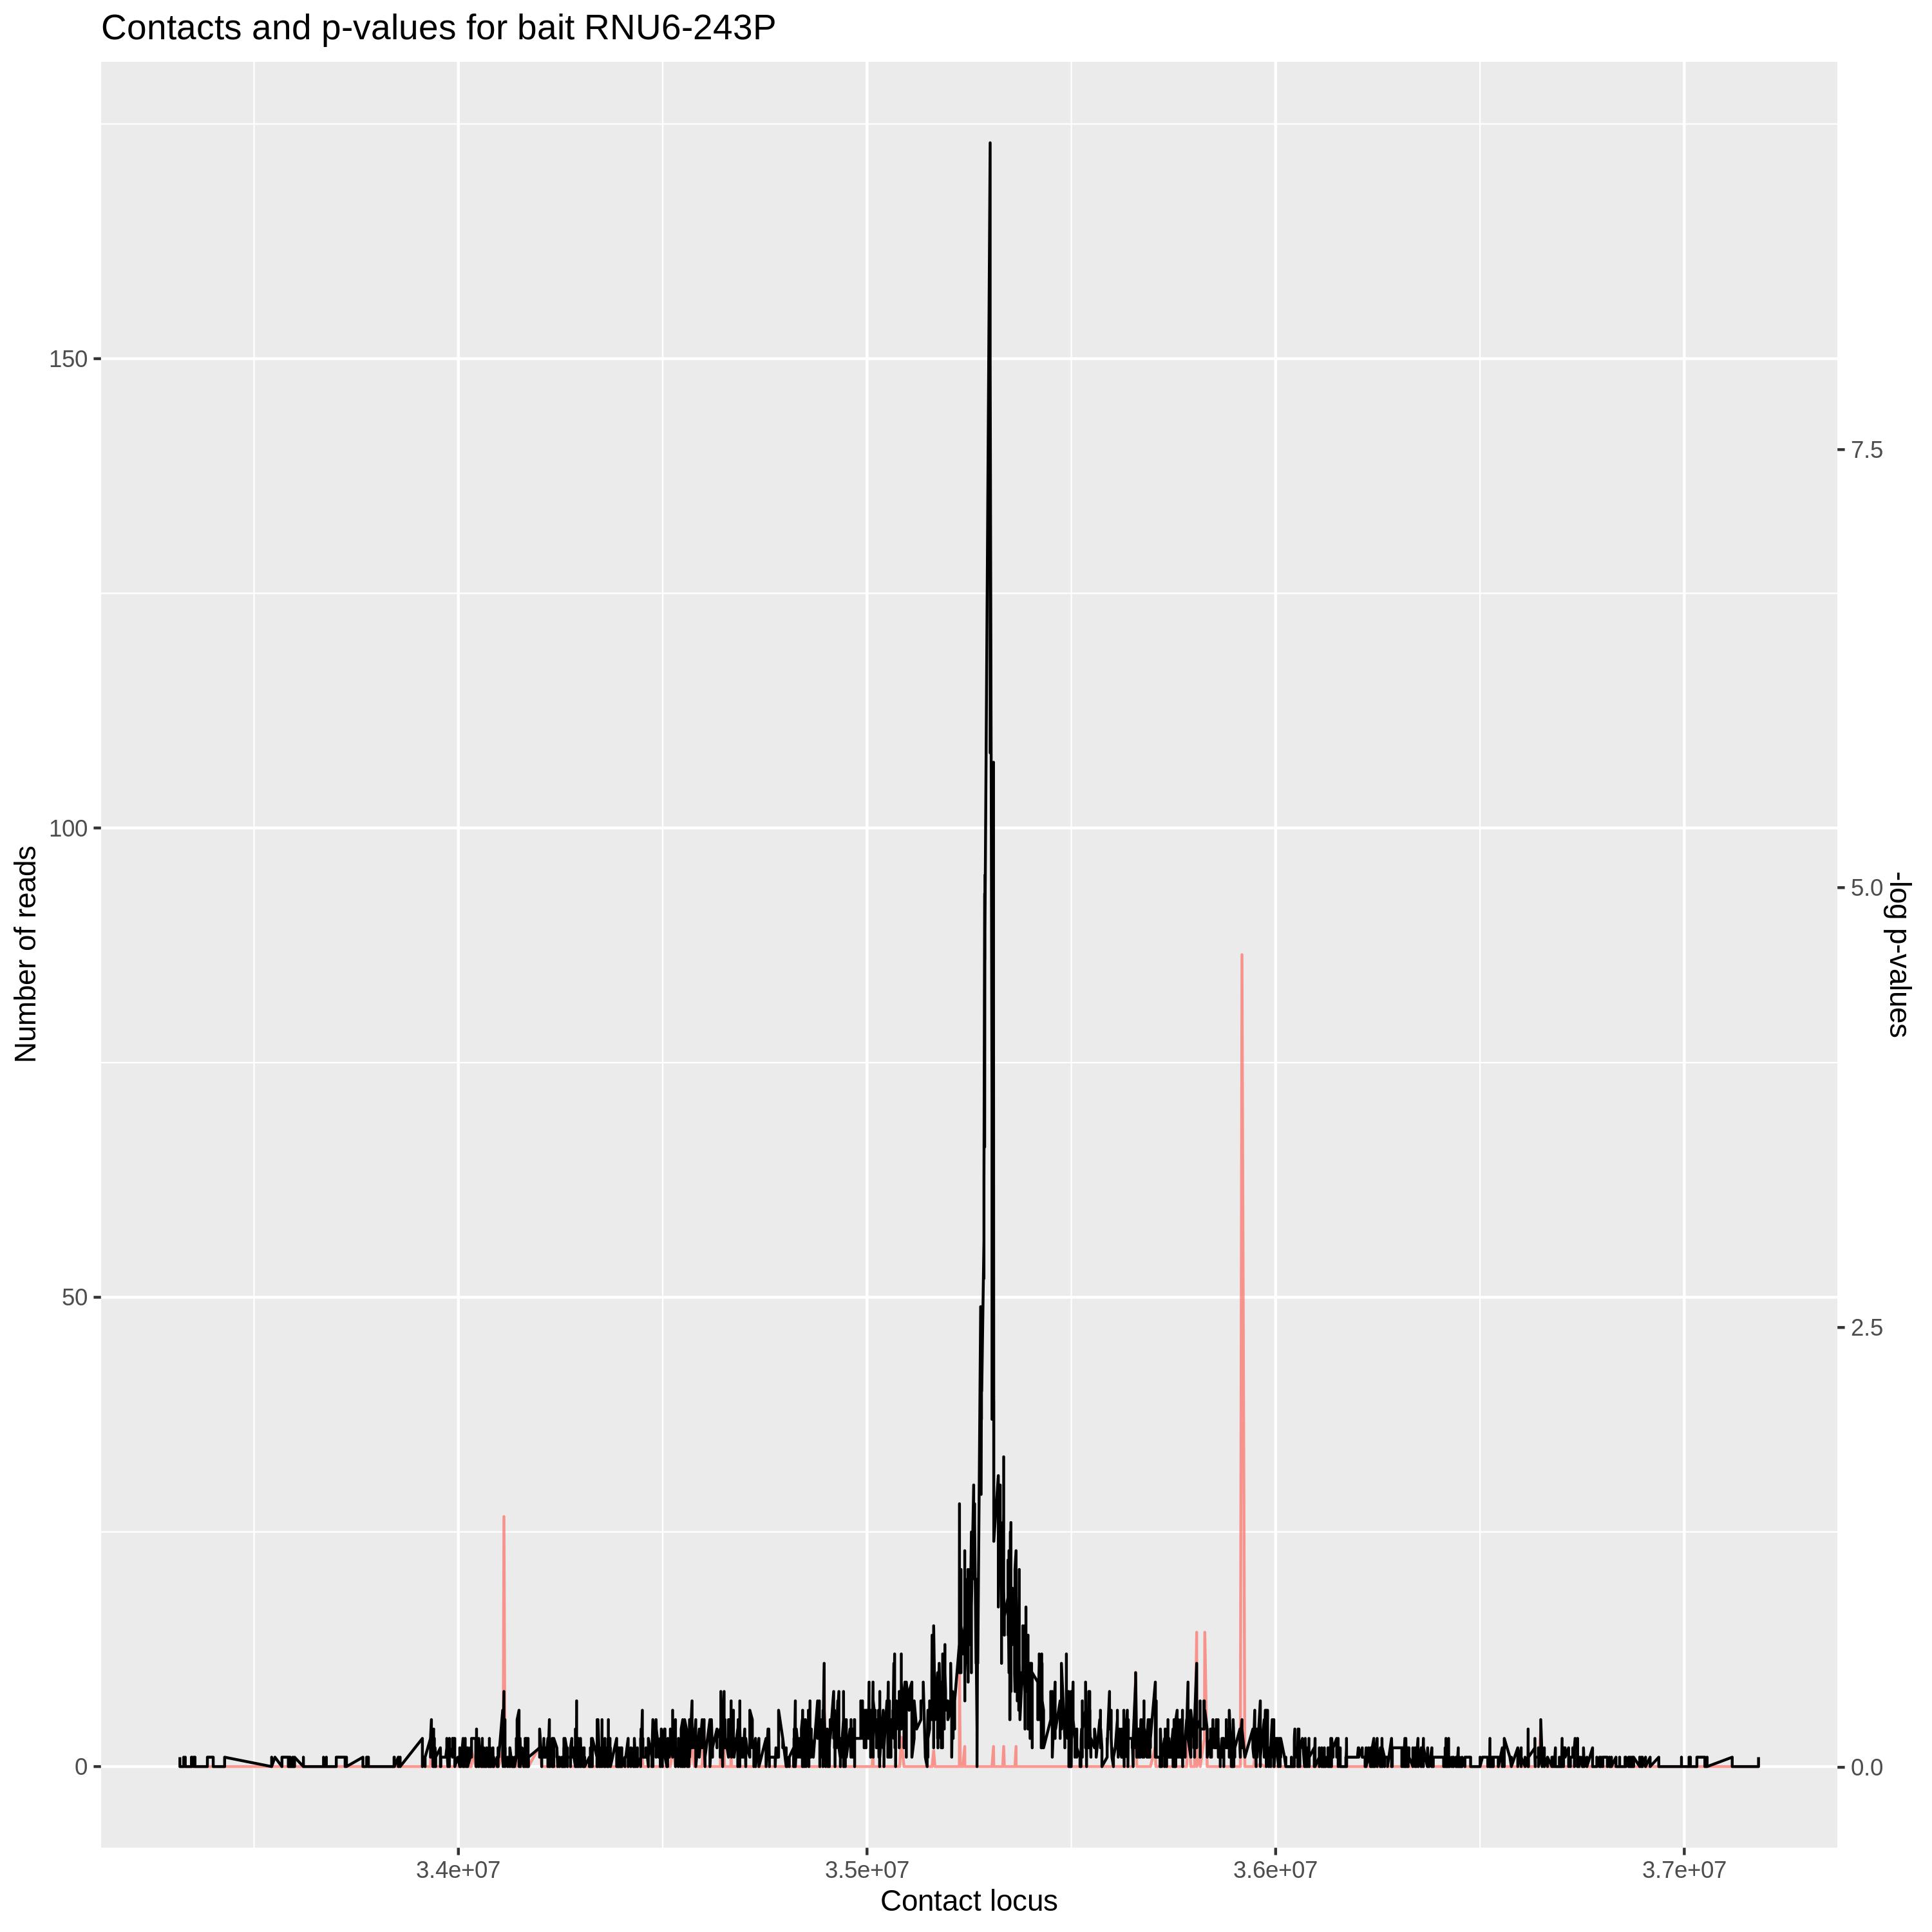 Contacts and p-values for bait RNU6-243P
150
100
50
0
7.5
5.0
2.5
0.0
Number of reads
-log p-values
3.4e+07
3.5e+07
3.6e+07
3.7e+07
Contact locus